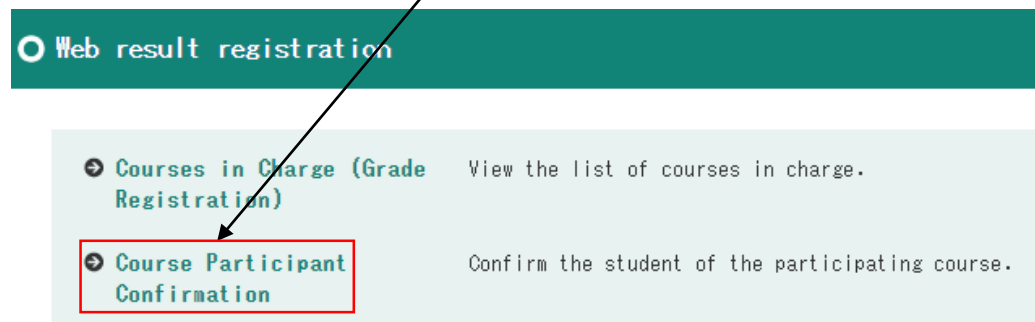 Web result registration
Courses in Charge (Grade Registration)
View the list of courses in charge.
Course Participant Confirmation
Confirm the student of the participating course.